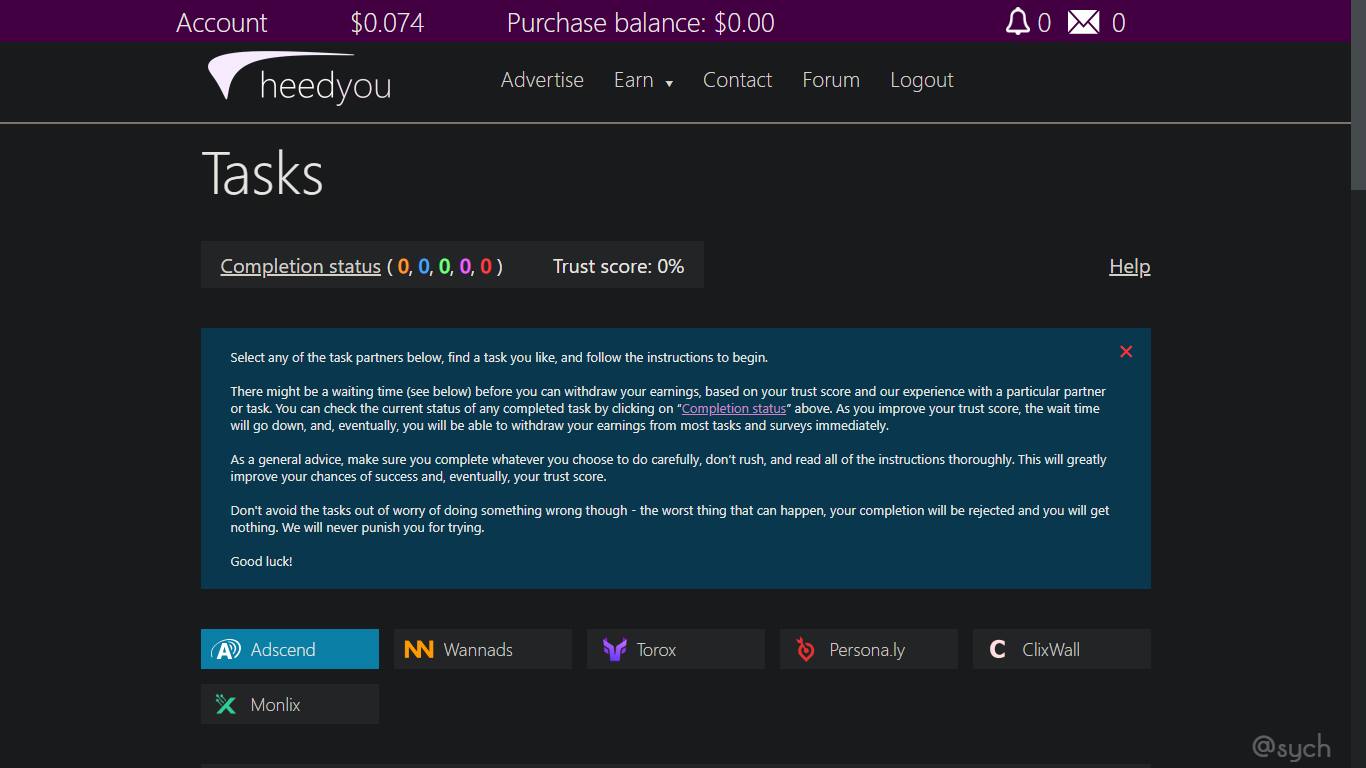 Account $0.074 Purchase balance: $0.00 0 0
heedyou Advertise Earn ▾ Contact Forum Logout
Tasks
Completion status ( 0, 0, 0, 0, 0 ) Trust score: 0% Help
Select any of the task partners below, find a task you like, and follow the instructions to begin.
There might be a waiting time (see below) before you can withdraw your earnings, based on your trust score and our experience with a particular partner
or task. You can check the current status of any completed task by clicking on “Completion status” above. As you improve your trust score, the wait time
will go down, and, eventually, you will be able to withdraw your earnings from most tasks and surveys immediately.
As a general advice, make sure you complete whatever you choose to do carefully, don’t rush, and read all of the instructions thoroughly. This will greatly
improve your chances of success and, eventually, your trust score.
Don't avoid the tasks out of worry of doing something wrong though - the worst thing that can happen, your completion will be rejected and you will get
nothing. We will never punish you for trying.
Good luck!
Adscend Wannads Torox Persona.ly ClixWall
Monlix
@sych